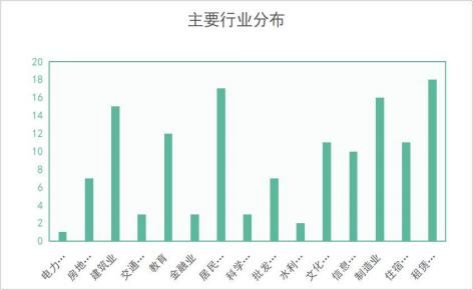 主要行业分布
20
18
16
14
12
10
8
6
4
2
0
电力…
房地…
建筑业
交通…
教育
金融业
居民…
科学…
批发…
水利…
文化…
信息…
制造业
住宿…
租赁…